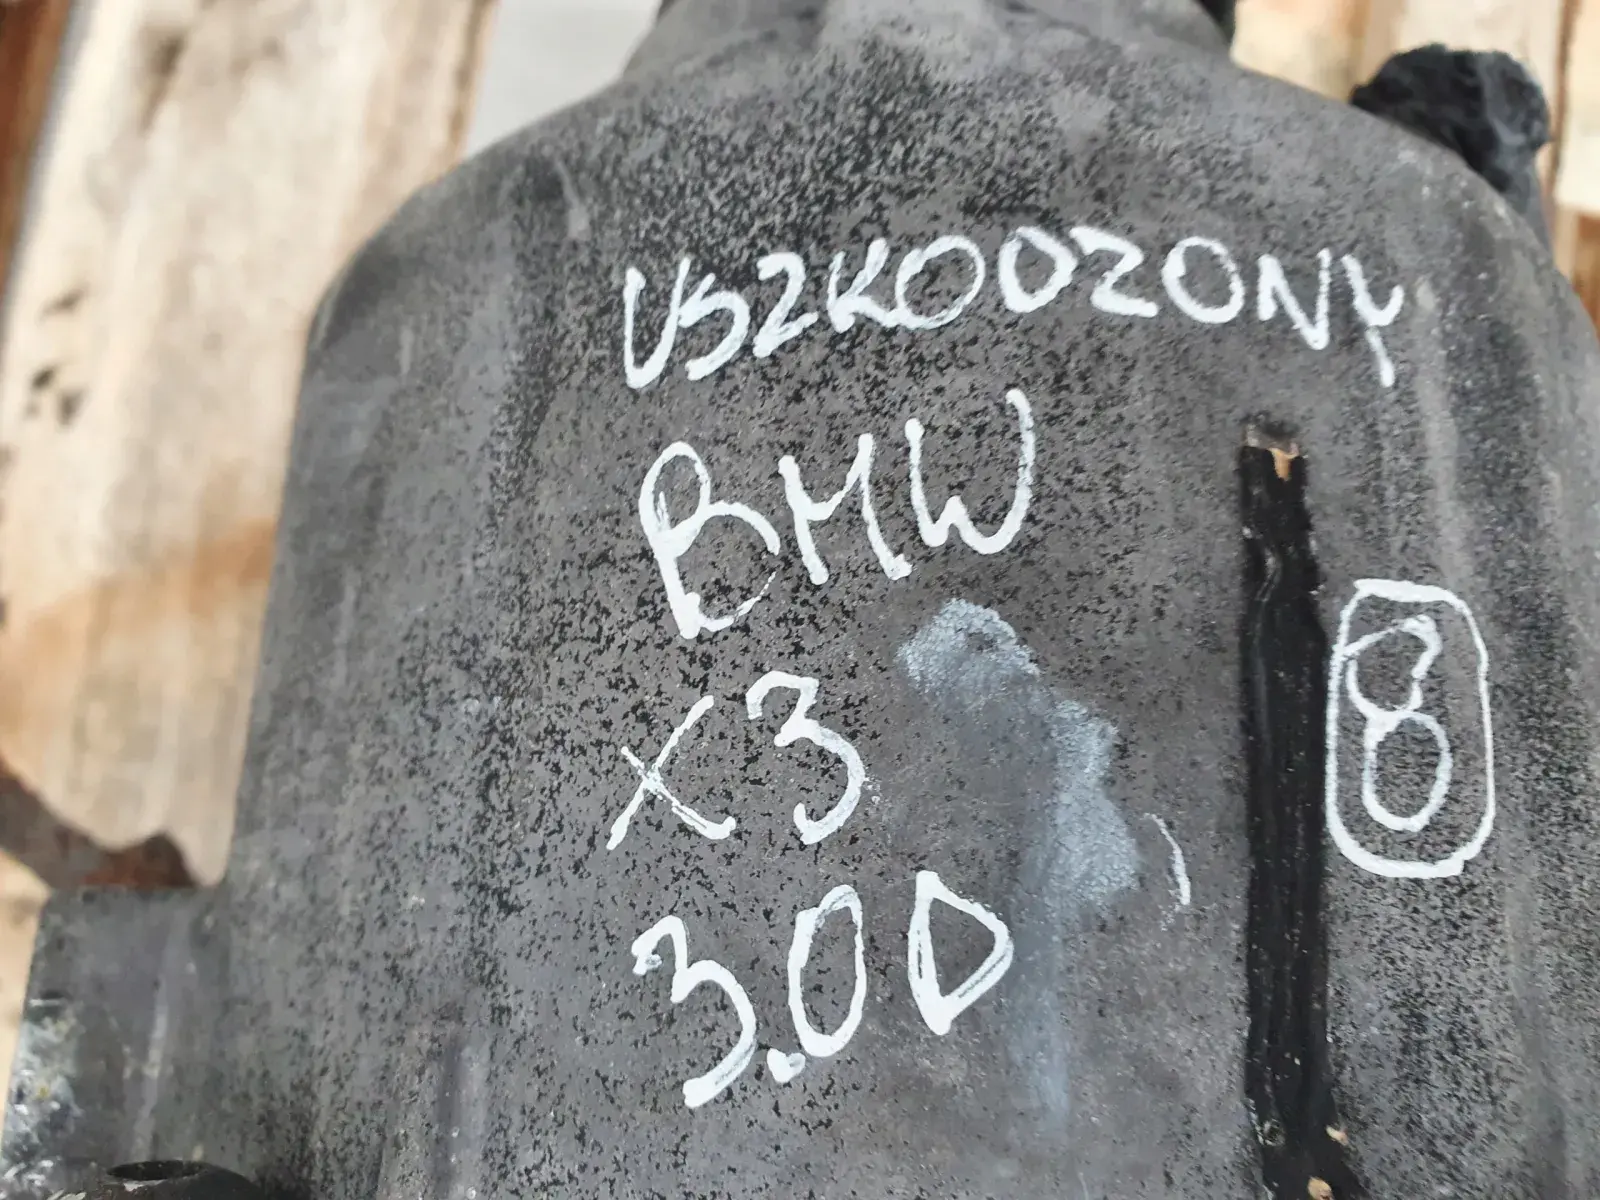 USZKODZONY
BMW
X3
8
3.0D